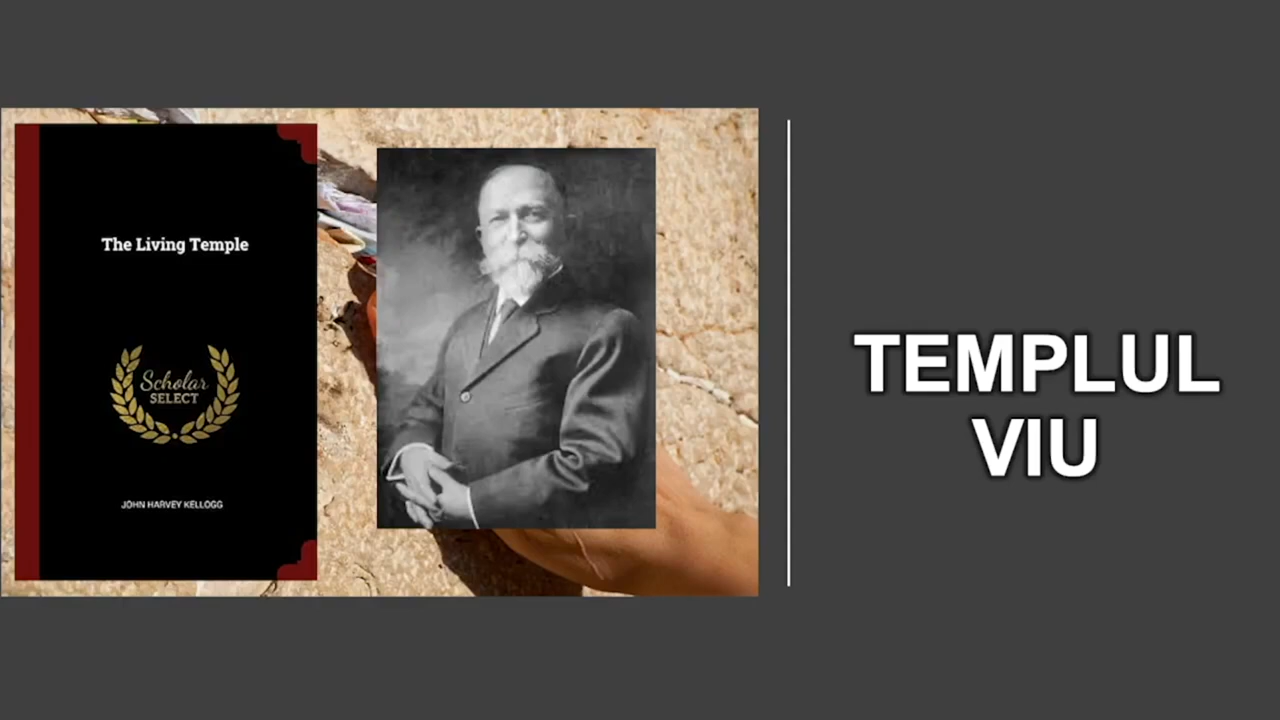 The Living Temple
Scholar
SELECT
JOHN HARVEY KELLOGG
TEMPLUL
VIU